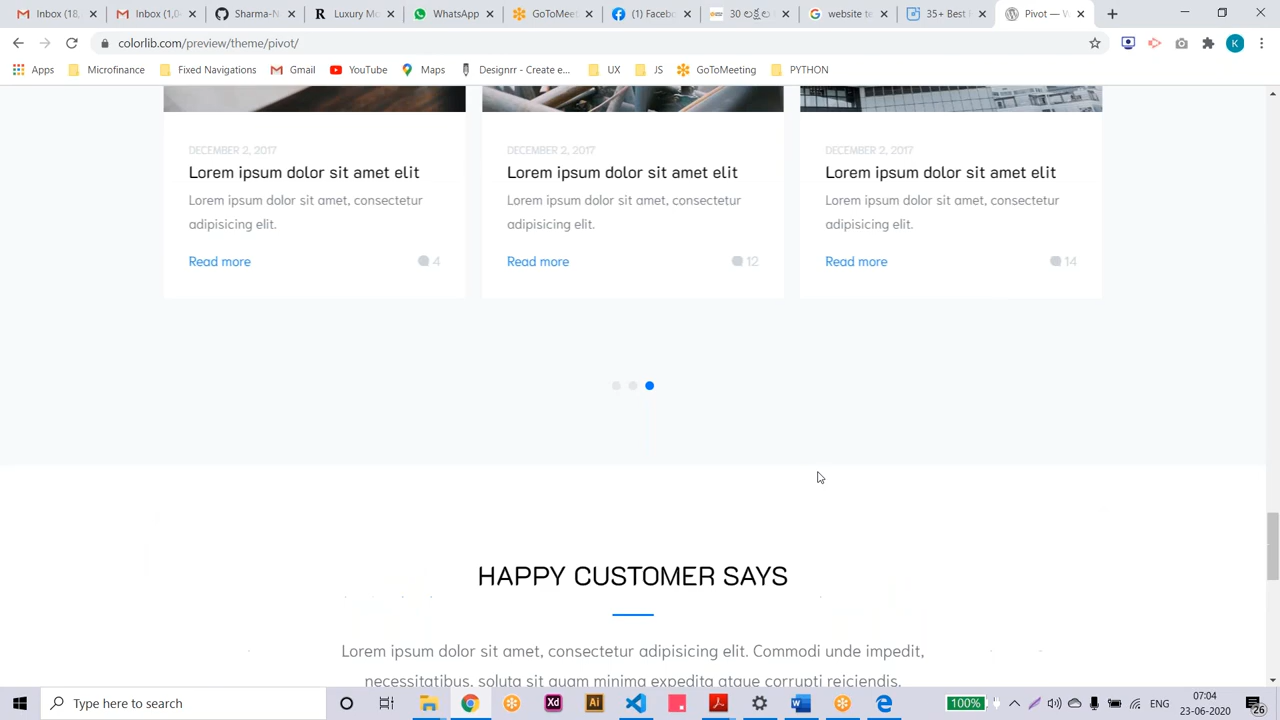 Inbox (18,
Inbox (1,0
Sharma-N
Luxury Mo
WhatsApp
GoToMee
(1) Facebo
website te
35+ Best
Pivot — W
colorlib.com/preview/theme/pivot/
K
Apps
Microfinance
Fixed Navigations
Gmail
YouTube
Maps
Designrr - Create e...
UX
JS
GoToMeeting
PYTHON
DECEMBER 2, 2017
Lorem ipsum dolor sit amet elit
Lorem ipsum dolor sit amet, consectetur
adipisicing elit.
Read more
4
DECEMBER 2, 2017
Lorem ipsum dolor sit amet elit
Lorem ipsum dolor sit amet, consectetur
adipisicing elit.
Read more
12
DECEMBER 2, 2017
Lorem ipsum dolor sit amet elit
Lorem ipsum dolor sit amet, consectetur
adipisicing elit.
Read more
14
HAPPY CUSTOMER SAYS
Lorem ipsum dolor sit amet, consectetur adipisicing elit. Commodi unde impedit,
necessitatibus, soluta sit quam minima expedita atque corrupti reiciendis.
Type here to search
Xd
Ai
100%
ENG
07:04
23-06-2020
26